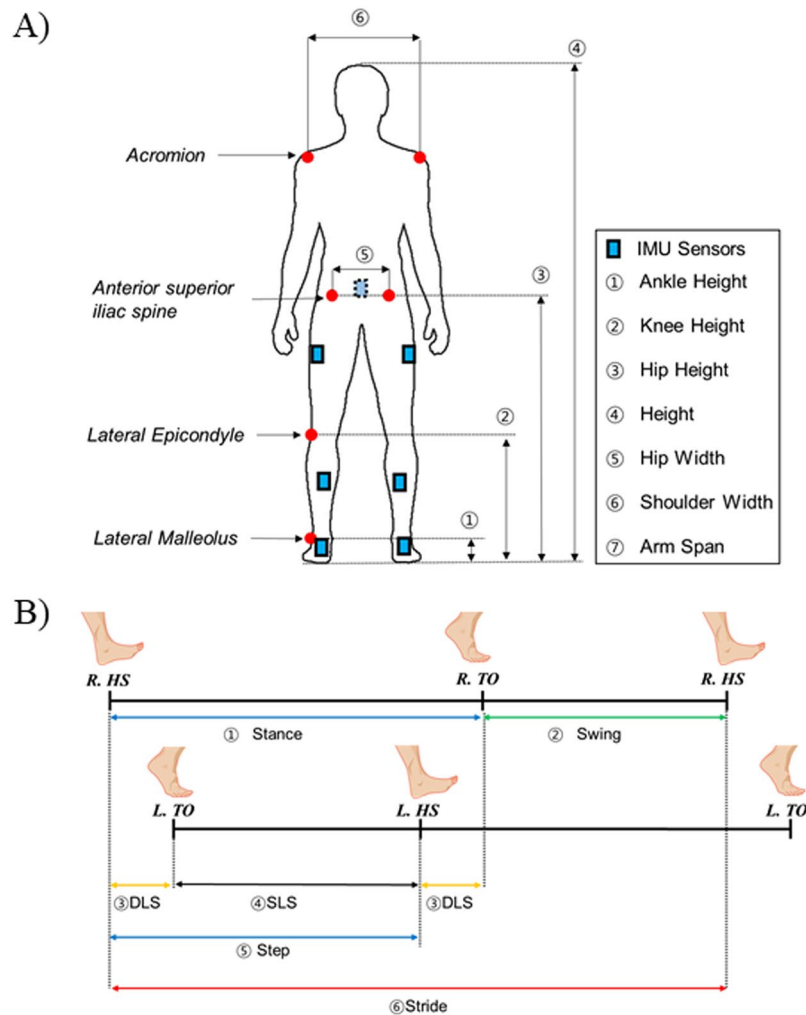 A)
⑥
④
Acromion
⑤
③
Anterior superior
iliac spine
②
Lateral Epicondyle
①
Lateral Malleolus
IMU Sensors
① Ankle Height
② Knee Height
③ Hip Height
④ Height
⑤ Hip Width
⑥ Shoulder Width
⑦ Arm Span
B)
R. HS R. TO R. HS
① Stance ② Swing
L. TO L. HS L. TO
③DLS ④SLS ③DLS
⑤ Step
⑥Stride